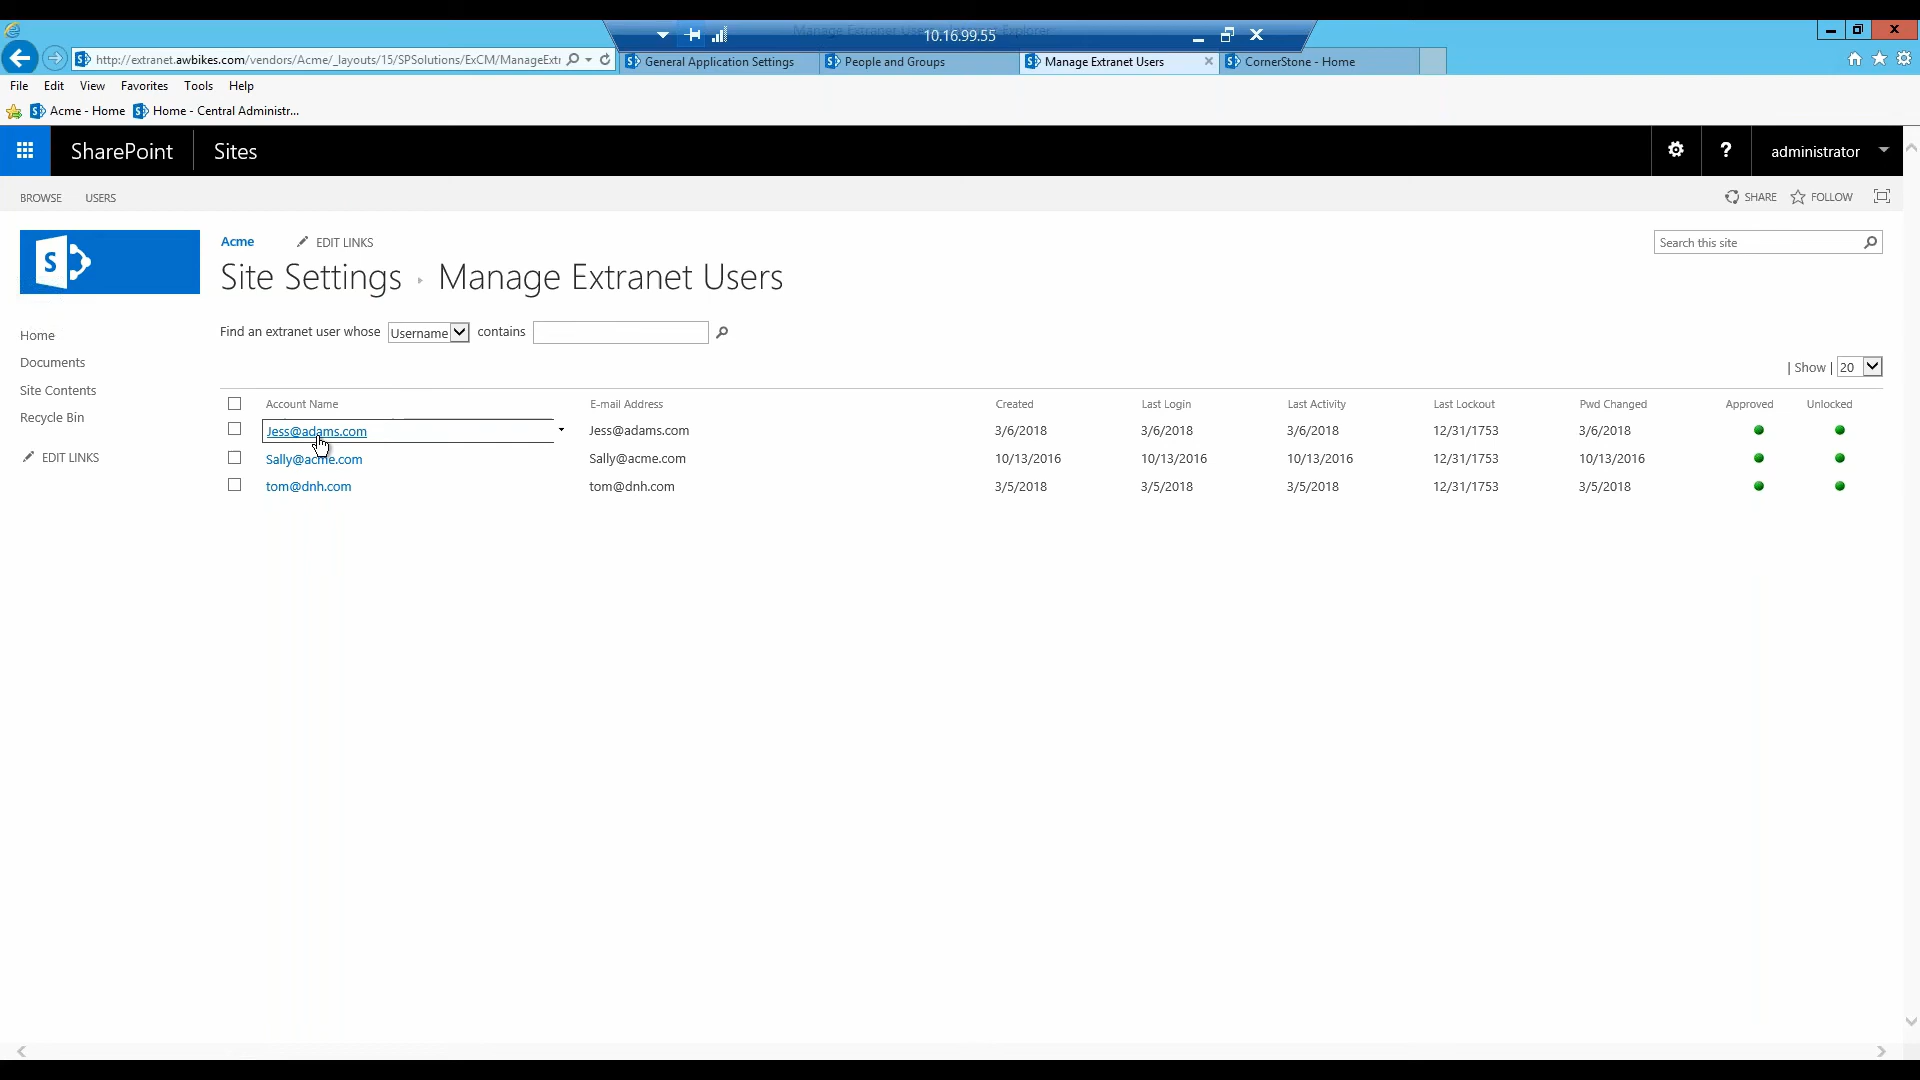 10.16.99.55
http://extranet.awbikes.com/vendors/Acme/_layouts/15/SPSolutions/ExCM/ManageExtr
General Application Settings
People and Groups
Manage Extranet Users
CornerStone - Home
File Edit View Favorites Tools Help
Acme - Home Home - Central Administr...
SharePoint Sites ? administrator
BROWSE USERS SHARE FOLLOW
S
Acme EDIT LINKS Search this site
Site Settings Manage Extranet Users
Find an extranet user whose Username contains
Home
Documents
Site Contents
Recycle Bin
EDIT LINKS
| Show | 20
Account Name E-mail Address Created Last Login Last Activity Last Lockout Pwd Changed Approved Unlocked
Jess@adams.com Jess@adams.com 3/6/2018 3/6/2018 3/6/2018 12/31/1753 3/6/2018
Sally@acme.com Sally@acme.com 10/13/2016 10/13/2016 10/13/2016 12/31/1753 10/13/2016
tom@dnh.com tom@dnh.com 3/5/2018 3/5/2018 3/5/2018 12/31/1753 3/5/2018